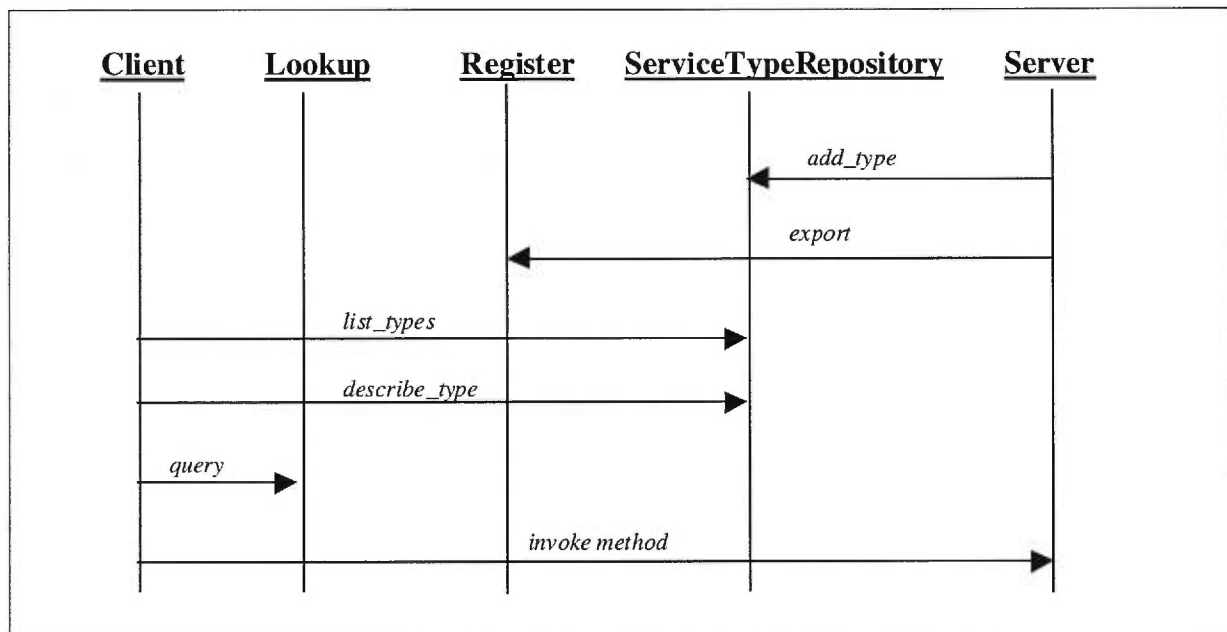 Client Lookup Register ServiceTypeRepository Server
add_type
export
list_types
describe_type
query
invoke method